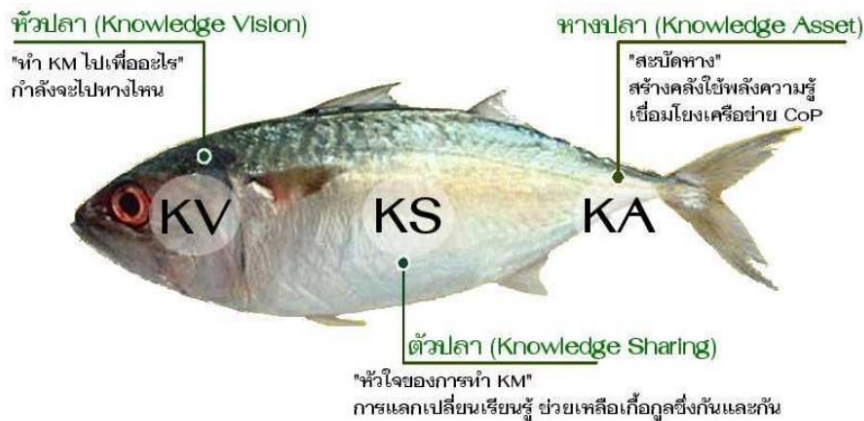 หัวปลา (Knowledge Vision)
"ทำ KM ไปเพื่ออะไร"
กำลังจะไปทางไหน
หางปลา (Knowledge Asset)
"สะบัดหาง"
สร้างคลังใช้พลังความรู้
เชื่อมโยงเครือข่าย CoP
KV KS KA
ตัวปลา (Knowledge Sharing)
"หัวใจของการทำ KM"
การแลกเปลี่ยนเรียนรู้ ช่วยเหลือเกื้อกูลซึ่งกันและกัน